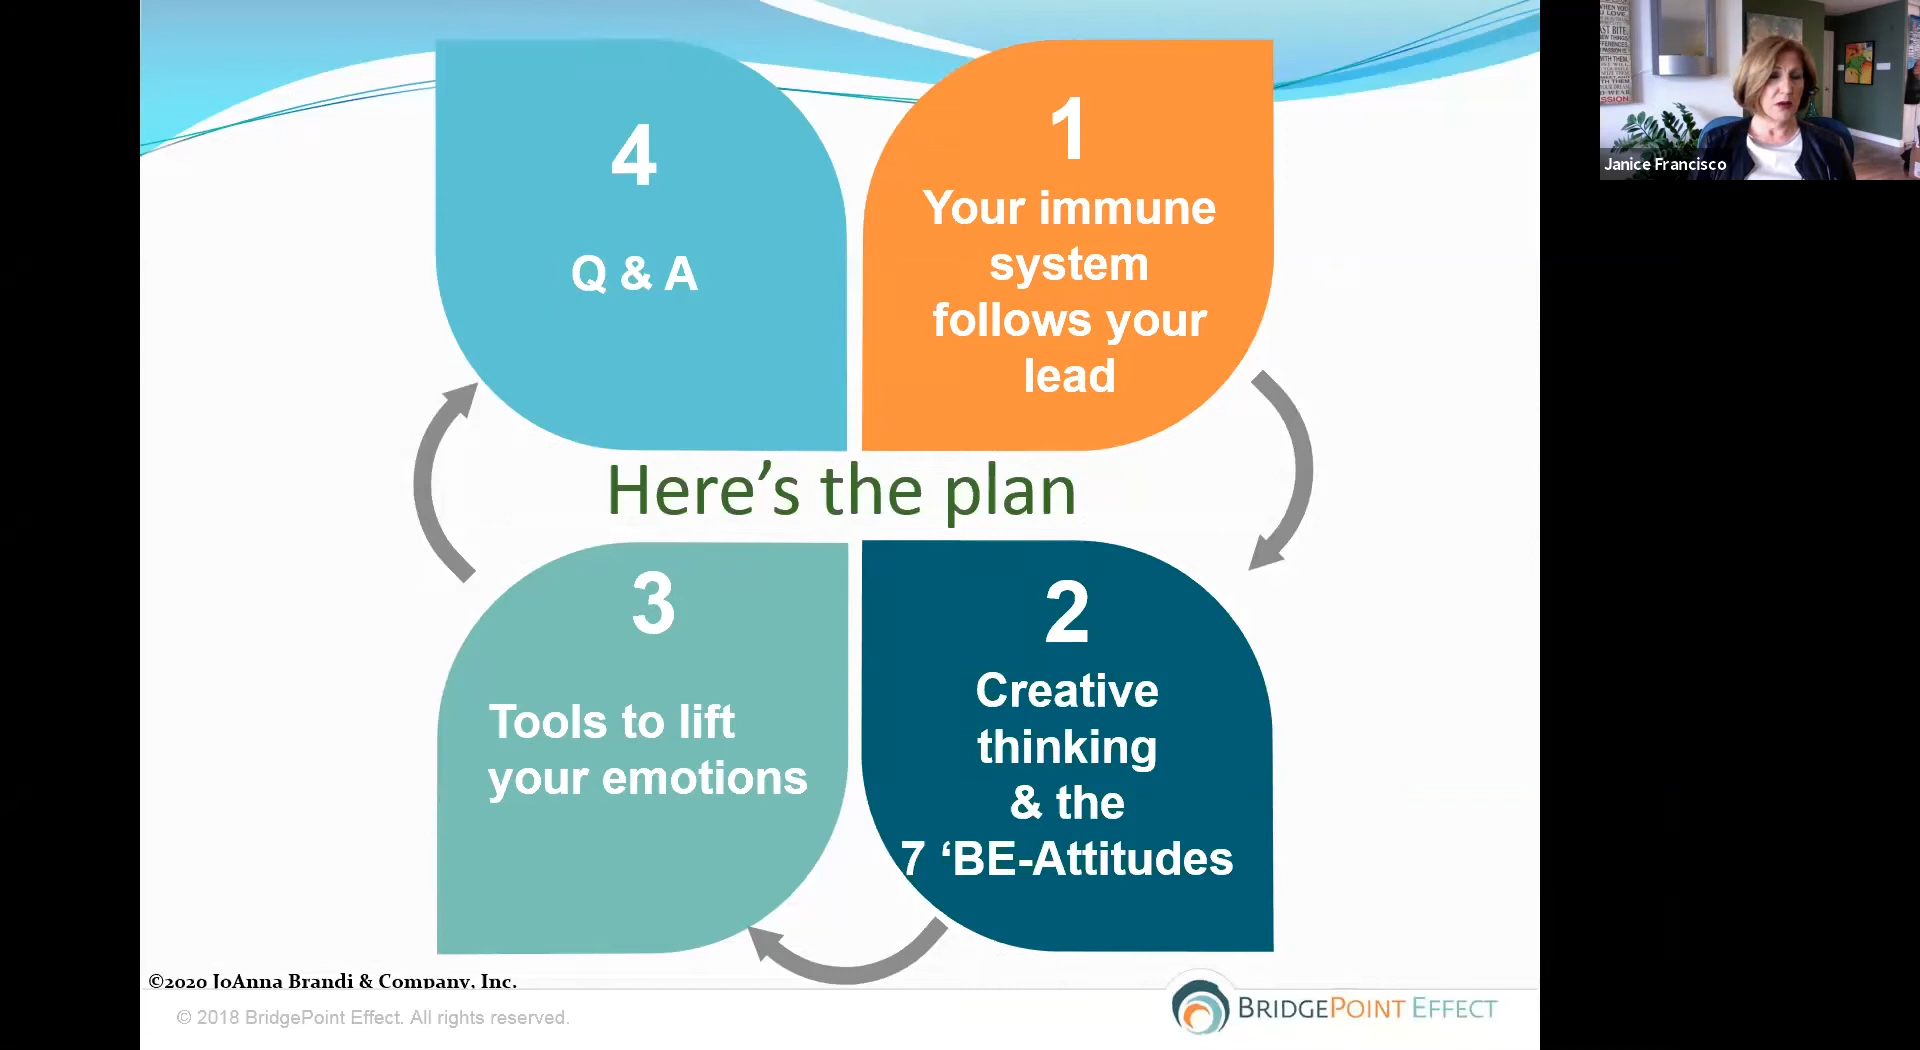 4
Q & A
1
Your immune
system
follows your
lead
Here’s the plan
3
Tools to lift
your emotions
2
Creative
thinking
& the
7 ‘BE-Attitudes
©2020 JoAnna Brandi & Company, Inc.
© 2018 BridgePoint Effect. All rights reserved.
BRIDGEPOINT EFFECT
Janice Francisco